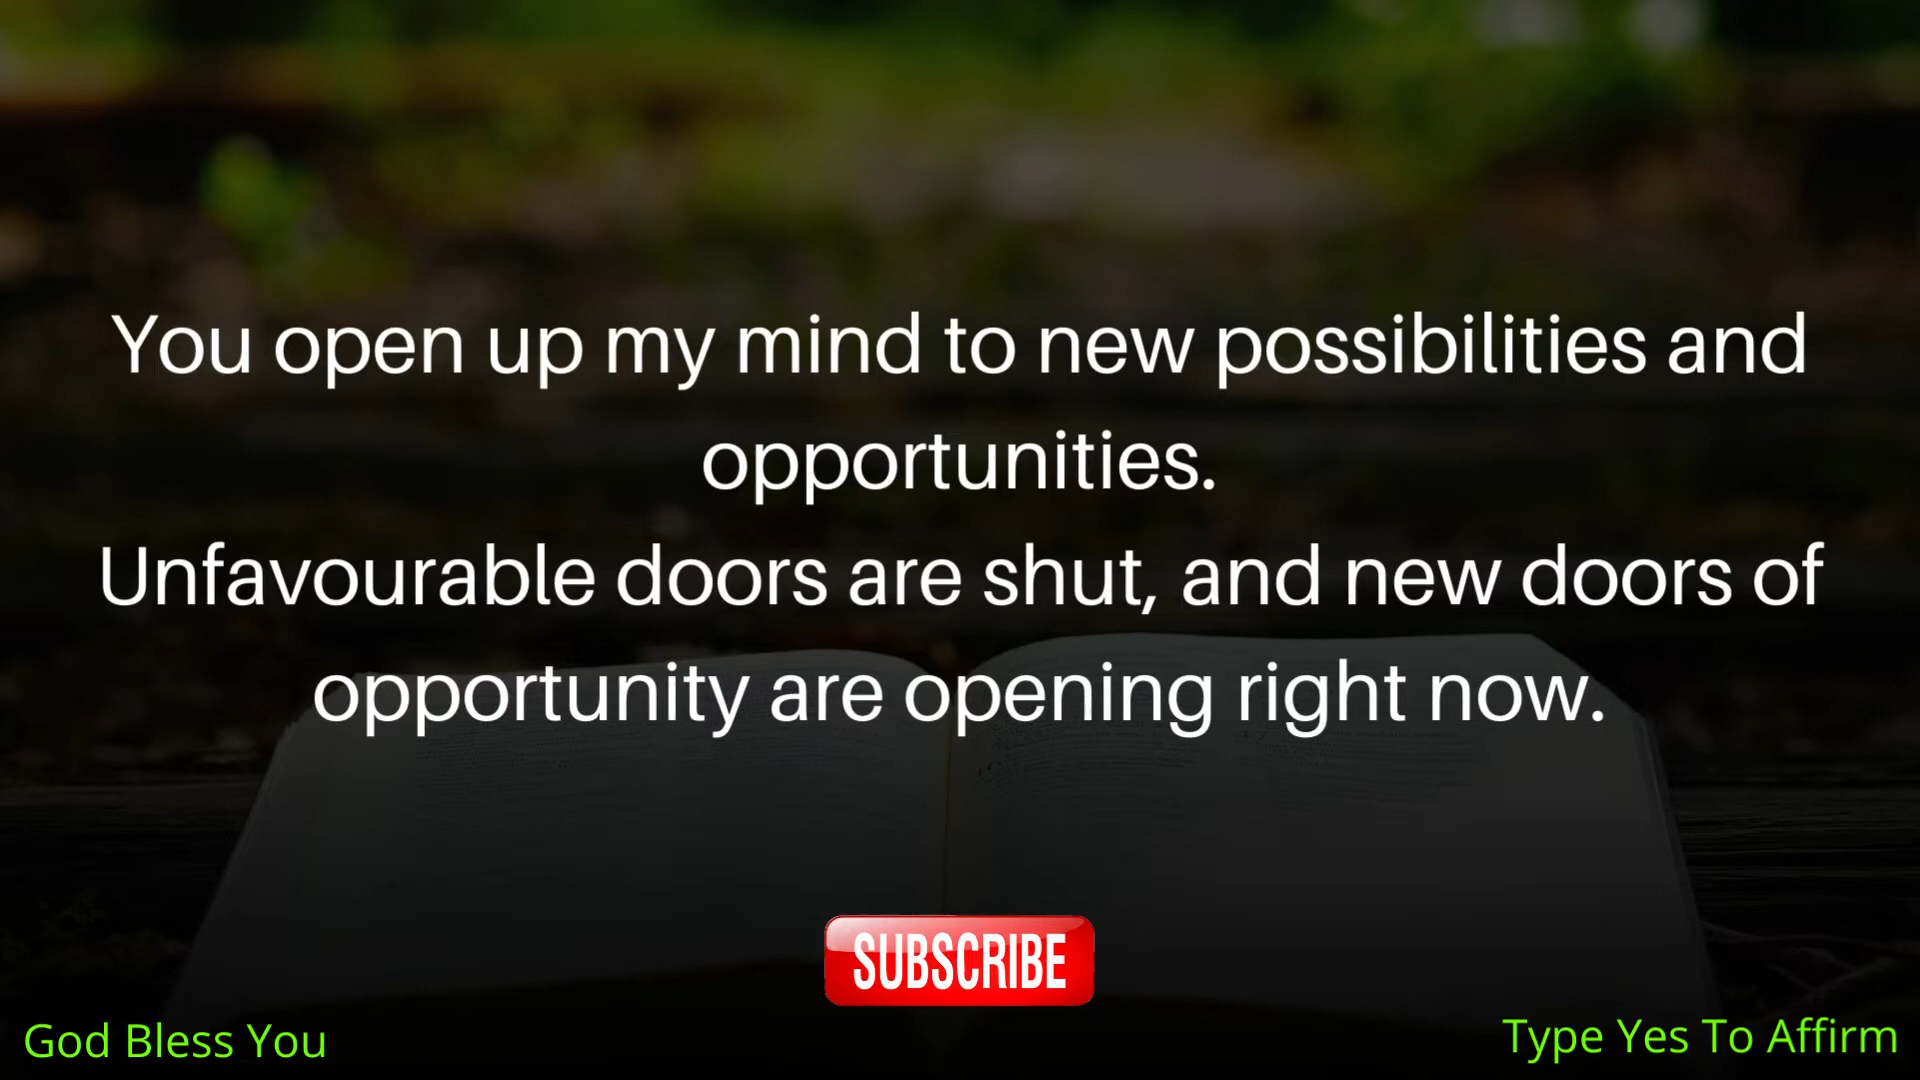 You open up my mind to new possibilities and
opportunities.
Unfavourable doors are shut, and new doors of
opportunity are opening right now.
SUBSCRIBE
God Bless You
Type Yes To Affirm